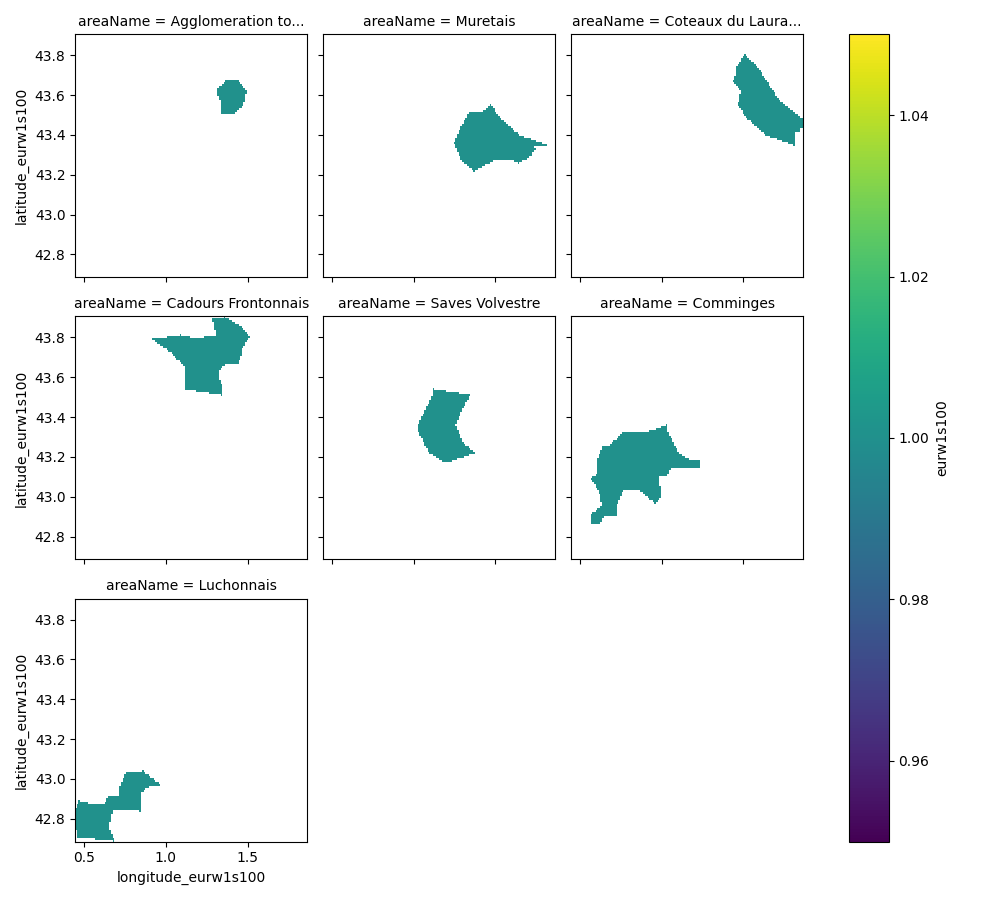 areaName = Agglomeration to...
areaName = Muretais
areaName = Coteaux du Laura...
43.8
43.6
43.4
43.2
43.0
42.8
latitude_eurw1s100
areaName = Cadours Frontonnais
areaName = Saves Volvestre
areaName = Comminges
43.8
43.6
43.4
43.2
43.0
42.8
latitude_eurw1s100
areaName = Luchonnais
43.8
43.6
43.4
43.2
43.0
42.8
latitude_eurw1s100
0.5
1.0
1.5
longitude_eurw1s100
1.04
1.02
1.00
0.98
0.96
eurw1s100